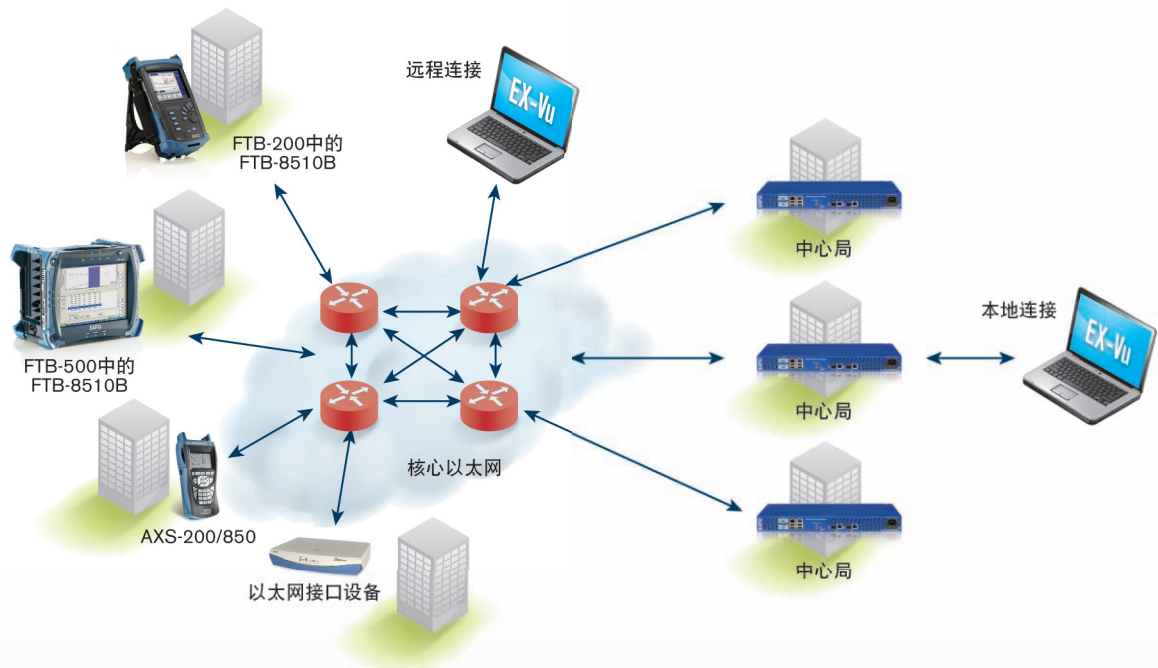 FTB-200中的
FTB-8510B
远程连接
EX-Vu
中心局
FTB-500中的
FTB-8510B
本地连接
EX-Vu
中心局
AXS-200/850
核心以太网
以太网接口设备
中心局
EXFO